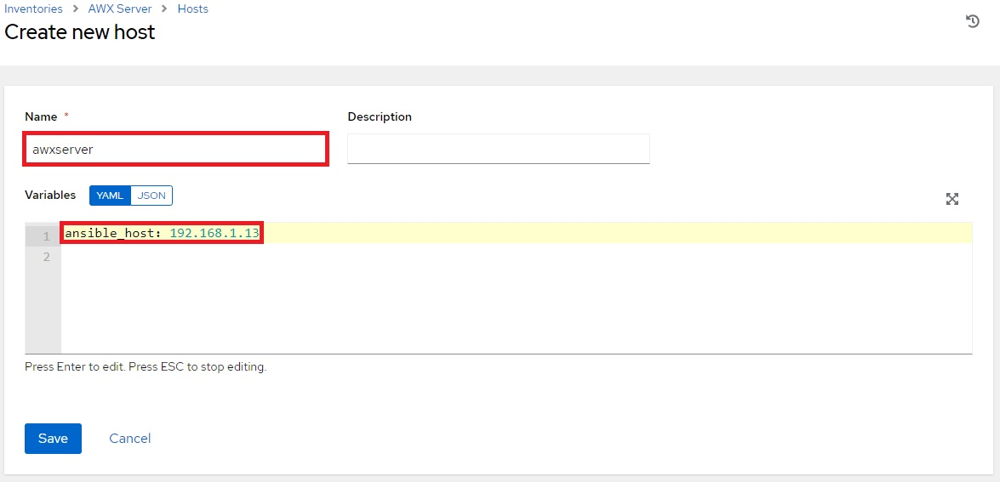 Inventories > AWX Server > Hosts
Create new host
Name * Description
awxserver
Variables YAML JSON
1 ansible_host: 192.168.1.13
2
Press Enter to edit. Press ESC to stop editing.
Save Cancel